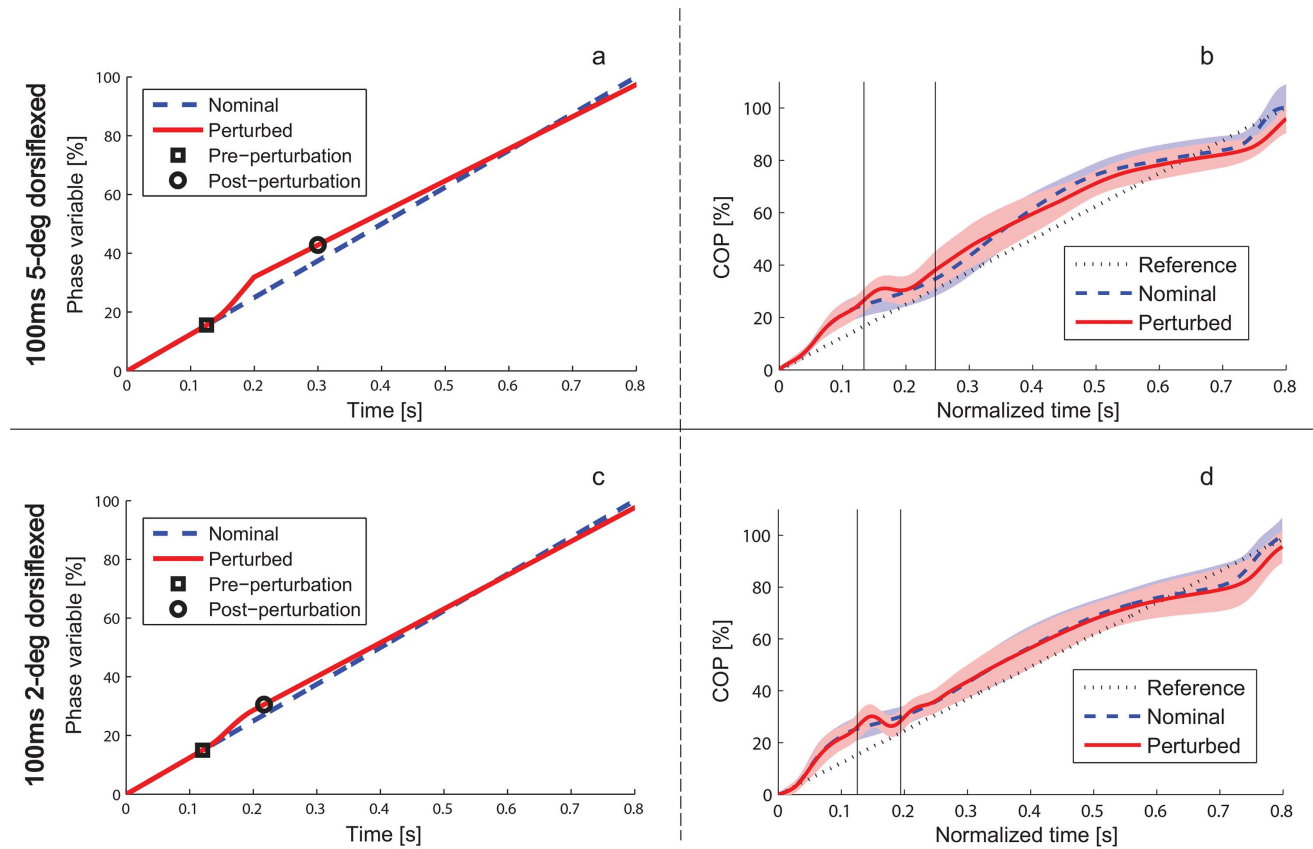 100ms 5-deg dorsiflexed
a
Phase variable [%]
100
80
60
40
20
0
Nominal
Perturbed
Pre-perturbation
Post-perturbation
0 0.1 0.2 0.3 0.4 0.5 0.6 0.7 0.8
Time [s]
b
COP [%]
100
80
60
40
20
0
Reference
Nominal
Perturbed
0 0.1 0.2 0.3 0.4 0.5 0.6 0.7 0.8
Normalized time [s]
100ms 2-deg dorsiflexed
c
Phase variable [%]
100
80
60
40
20
0
Nominal
Perturbed
Pre-perturbation
Post-perturbation
0 0.1 0.2 0.3 0.4 0.5 0.6 0.7 0.8
Time [s]
d
COP [%]
100
80
60
40
20
0
Reference
Nominal
Perturbed
0 0.1 0.2 0.3 0.4 0.5 0.6 0.7 0.8
Normalized time [s]